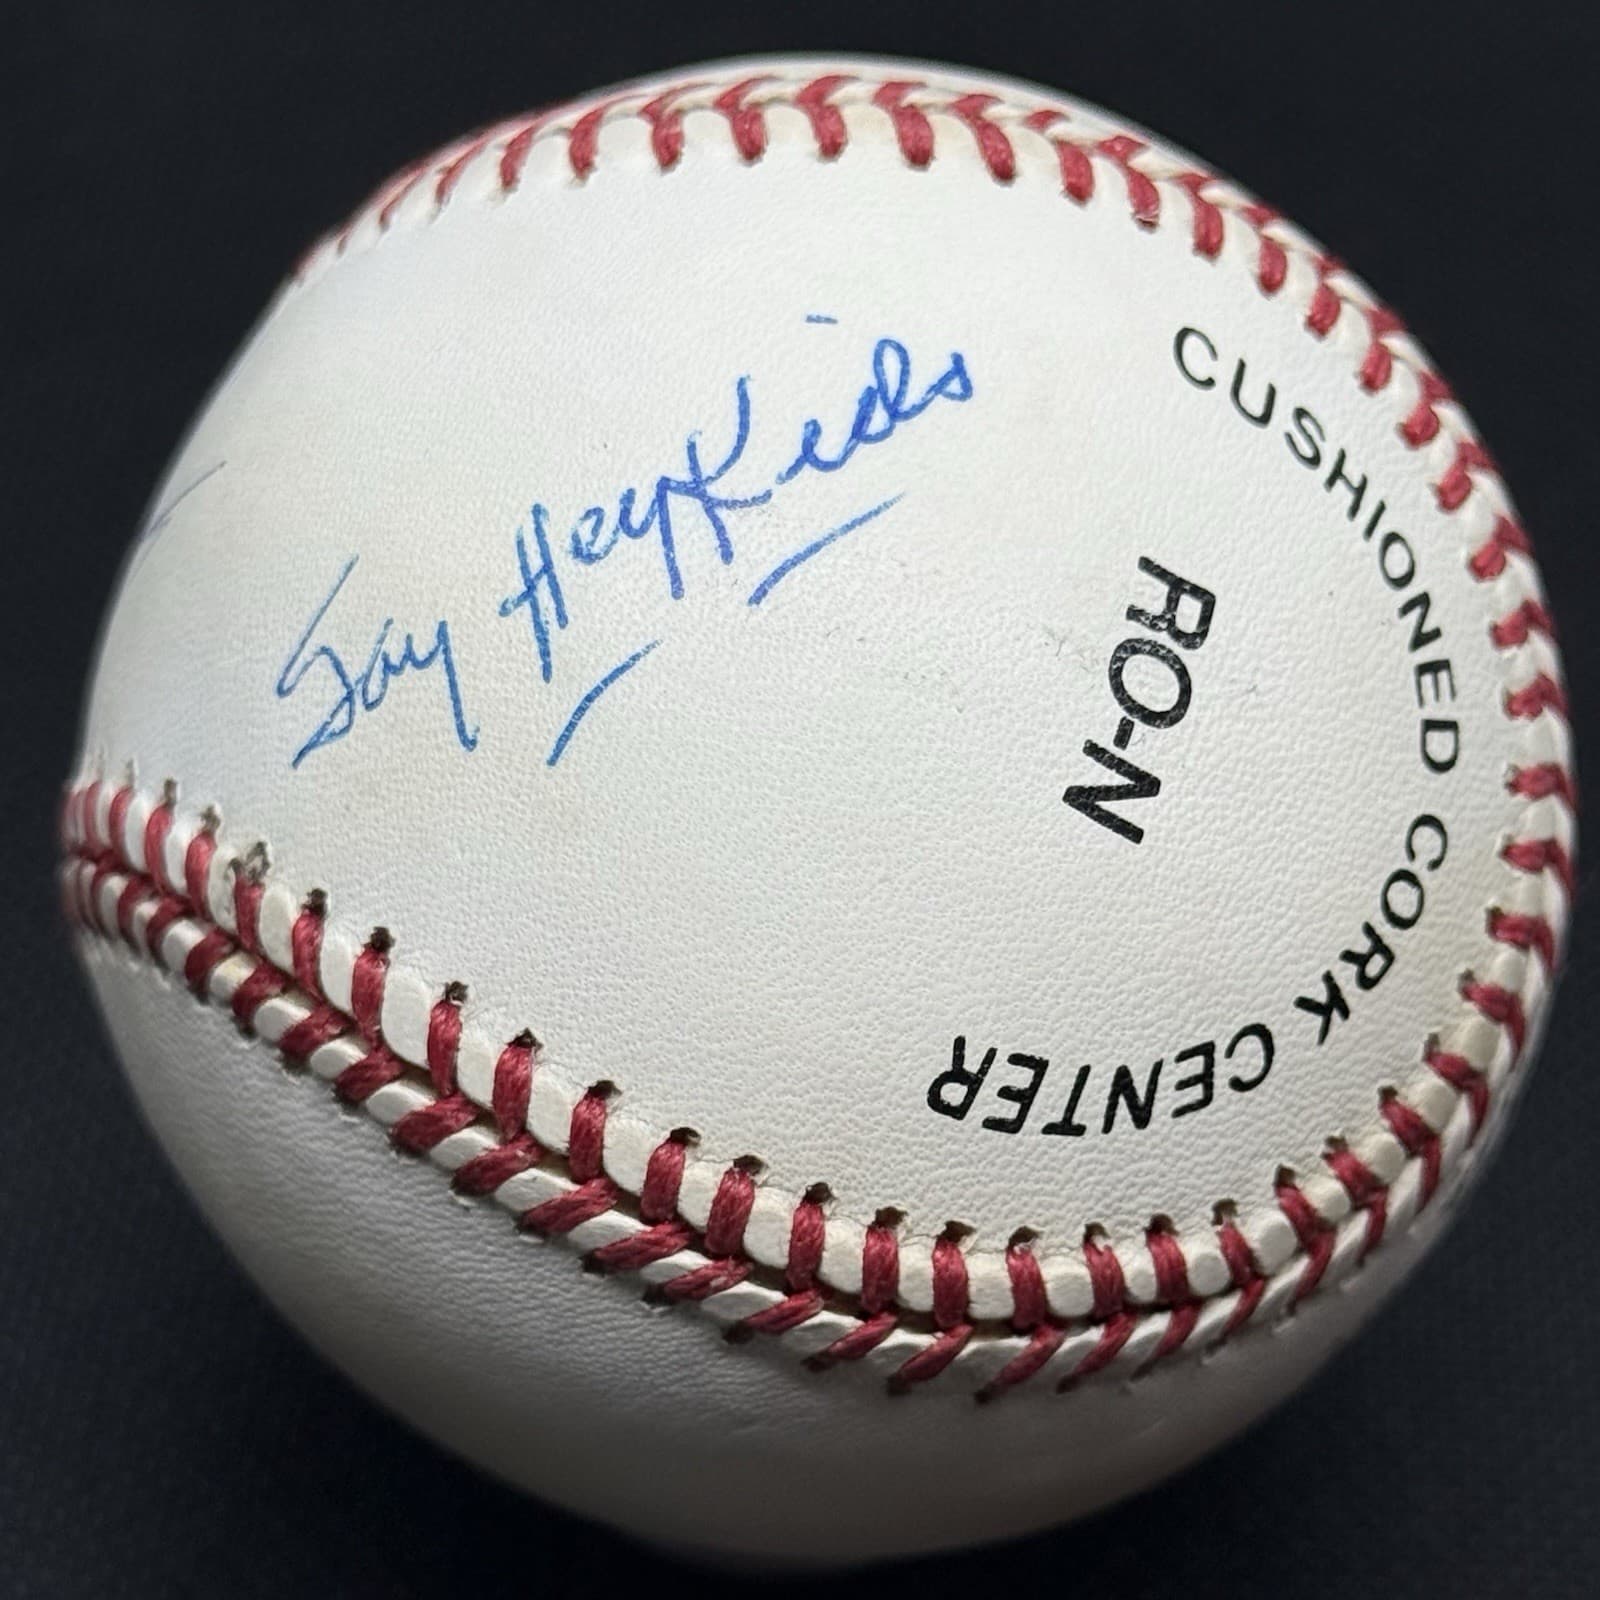 Say Hey Kids
CUSHIONED CORK CENTER
RO-N